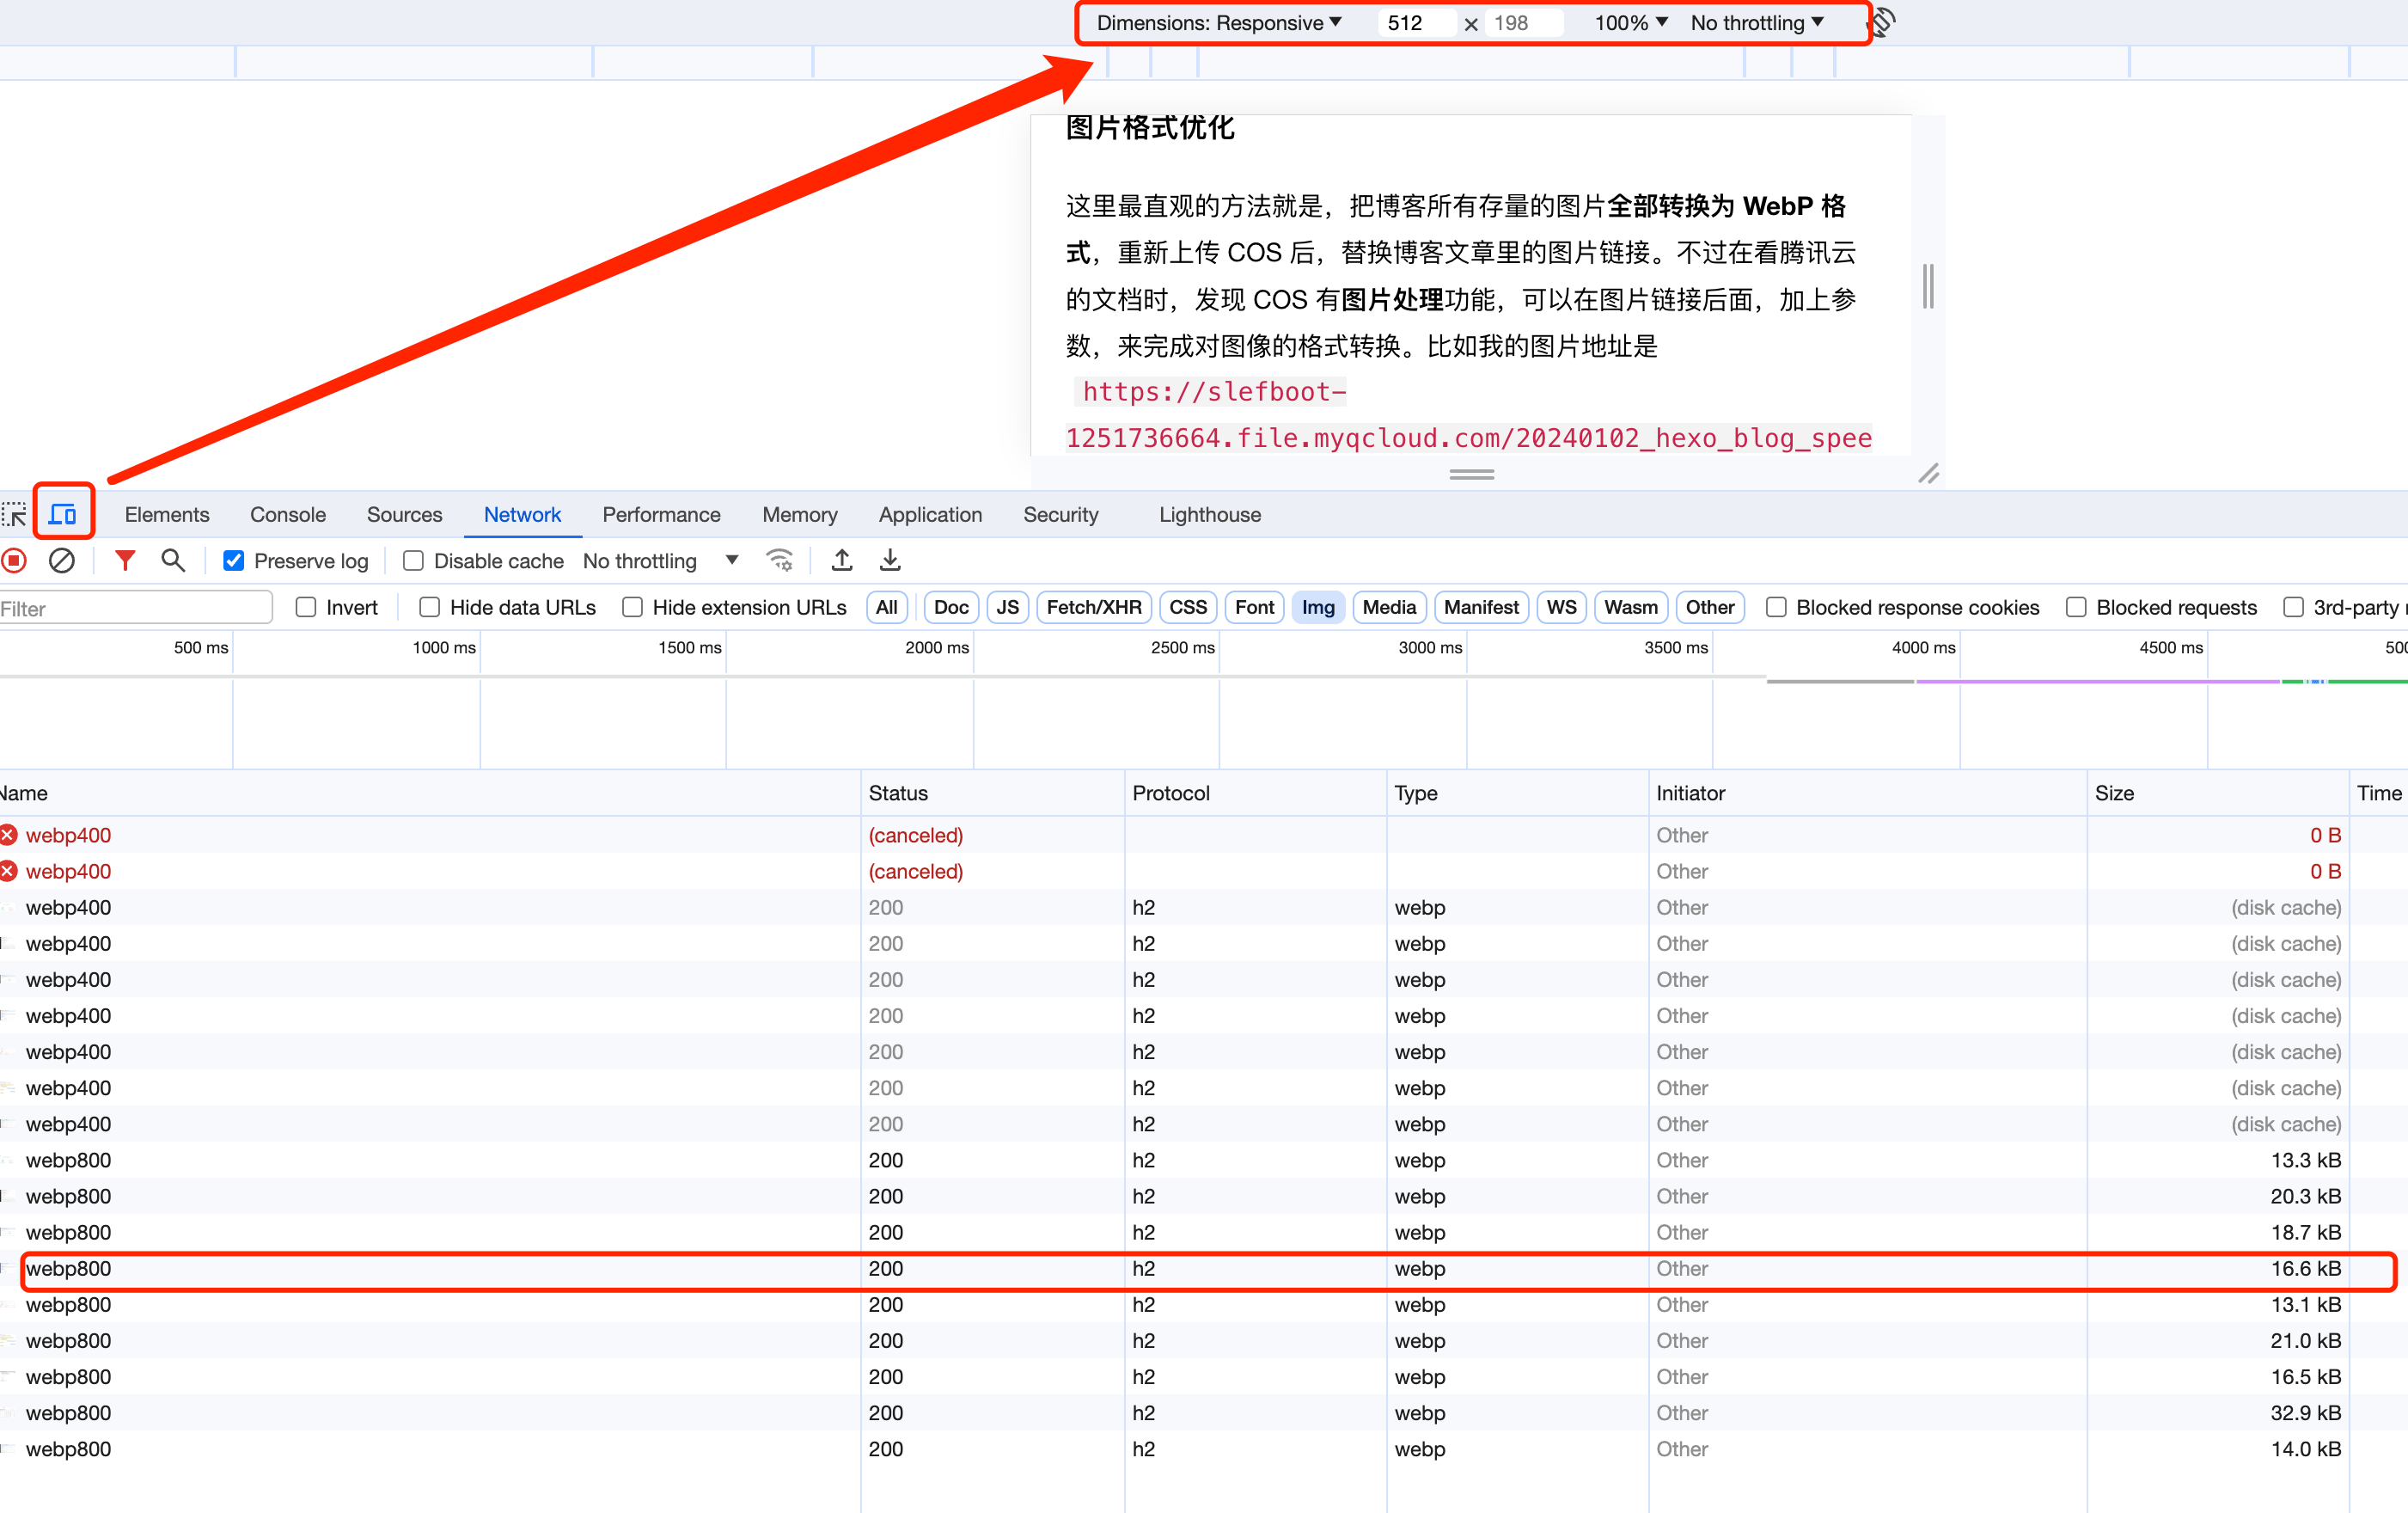 Dimensions: Responsive ▼ 512 × 198 100% ▼ No throttling ▼
图片格式优化
这里最直观的方法就是，把博客所有存量的图片全部转换为 WebP 格
式，重新上传 COS 后，替换博客文章里的图片链接。不过在看腾讯云
的文档时，发现 COS 有图片处理功能，可以在图片链接后面，加上参
数，来完成对图像的格式转换。比如我的图片地址是
https://slefboot-
1251736664.file.myqcloud.com/20240102_hexo_blog_spee
Elements Console Sources Network Performance Memory Application Security Lighthouse
Preserve log Disable cache No throttling ▼
Filter Invert Hide data URLs Hide extension URLs All Doc JS Fetch/XHR CSS Font Img Media Manifest WS Wasm Other Blocked response cookies Blocked requests 3rd-party
500 ms 1000 ms 1500 ms 2000 ms 2500 ms 3000 ms 3500 ms 4000 ms 4500 ms
Name Status Protocol Type Initiator Size Time
webp400 (canceled) Other 0 B
webp400 (canceled) Other 0 B
webp400 200 h2 webp Other (disk cache)
webp400 200 h2 webp Other (disk cache)
webp400 200 h2 webp Other (disk cache)
webp400 200 h2 webp Other (disk cache)
webp400 200 h2 webp Other (disk cache)
webp400 200 h2 webp Other (disk cache)
webp400 200 h2 webp Other (disk cache)
webp800 200 h2 webp Other 13.3 kB
webp800 200 h2 webp Other 20.3 kB
webp800 200 h2 webp Other 18.7 kB
webp800 200 h2 webp Other 16.6 kB
webp800 200 h2 webp Other 13.1 kB
webp800 200 h2 webp Other 21.0 kB
webp800 200 h2 webp Other 16.5 kB
webp800 200 h2 webp Other 32.9 kB
webp800 200 h2 webp Other 14.0 kB